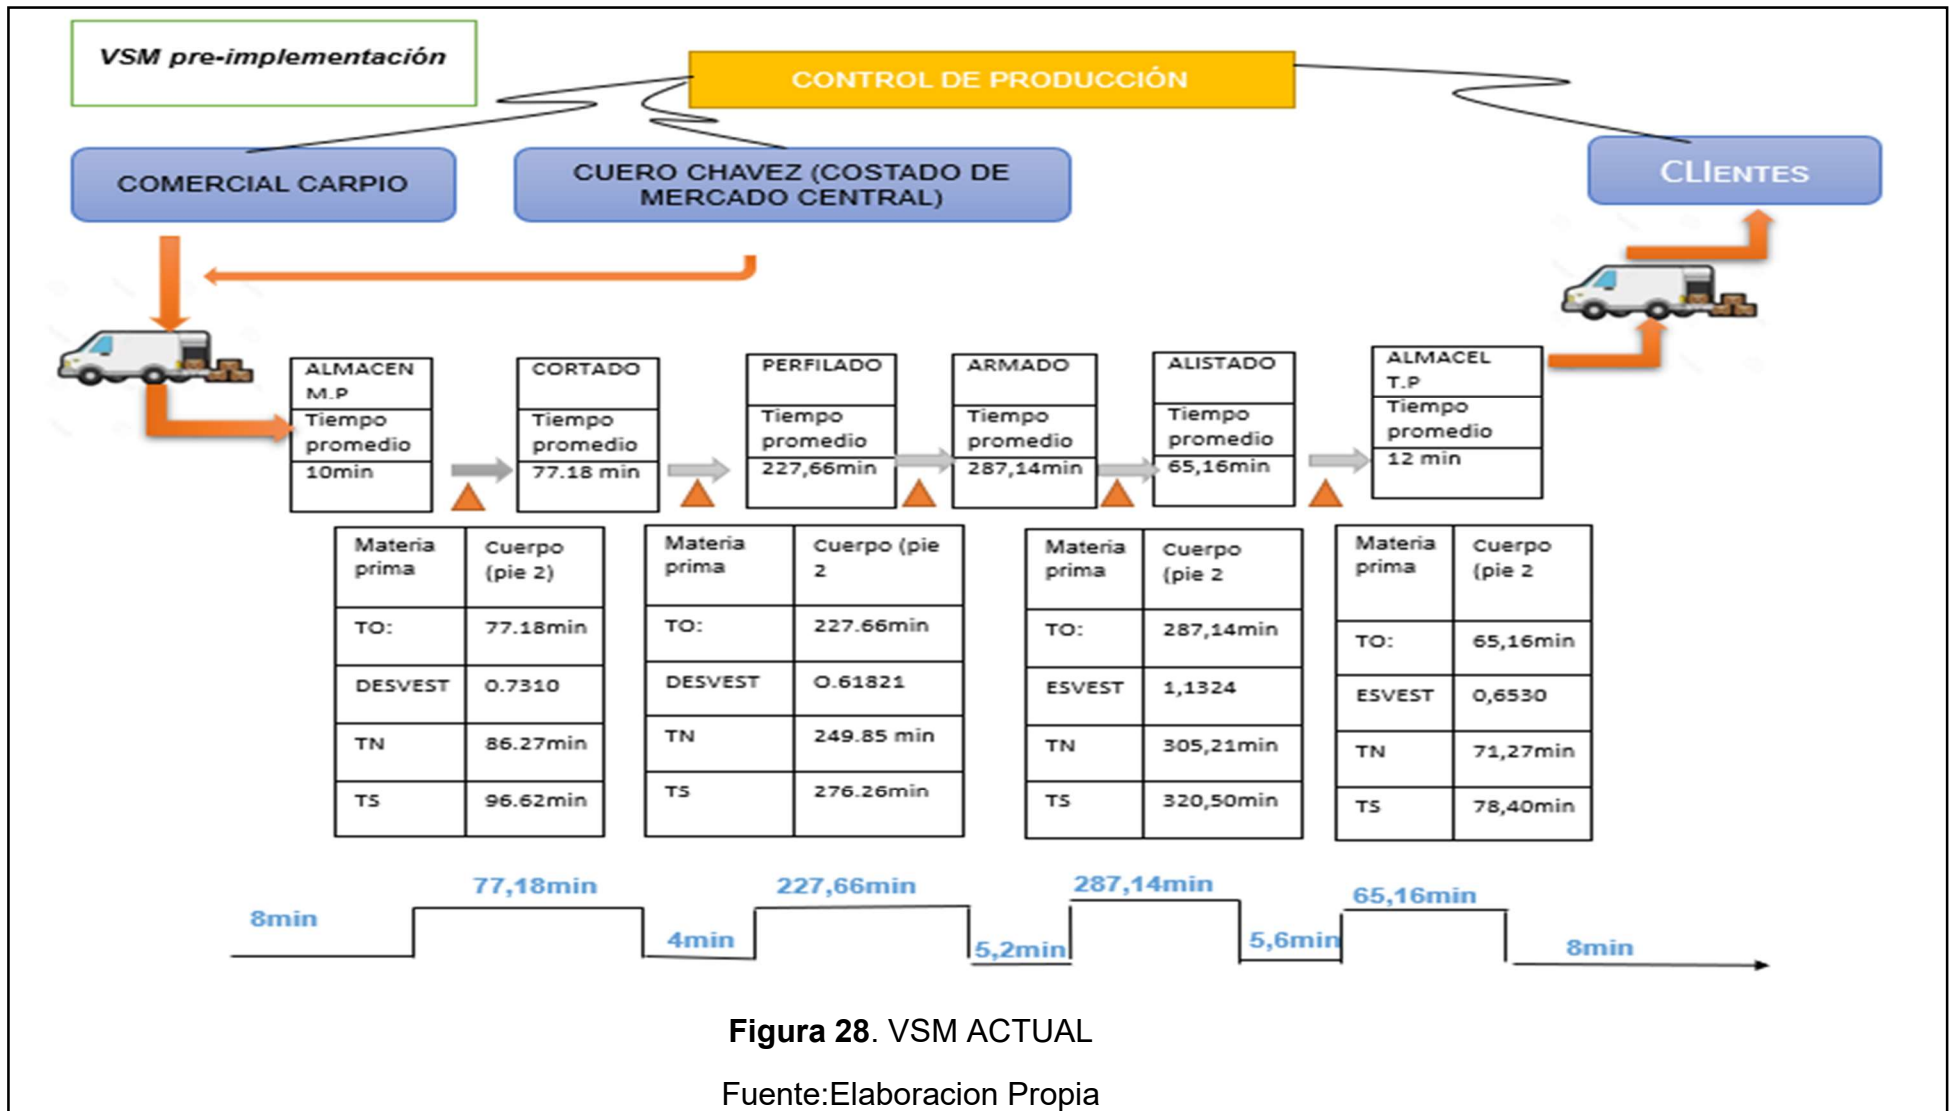 VSM pre-implementación
CONTROL DE PRODUCCIÓN
COMERCIAL CARPIO
CUERO CHAVEZ (COSTADO DE
MERCADO CENTRAL)
CLIENTES
ALMACEN
M.P
Tiempo
promedio
10min
CORTADO
Tiempo
promedio
77.18 min
PERFILADO
Tiempo
promedio
227,66min
ARMADO
Tiempo
promedio
287,14min
ALISTADO
Tiempo
promedio
65,16min
ALMACEL
T.P
Tiempo
promedio
12 min
Materia
prima
Cuerpo
(pie 2)
TO:
77.18min
DESVEST
0.7310
TN
86.27min
TS
96.62min
Materia
prima
Cuerpo (pie
2
TO:
227.66min
DESVEST
O.61821
TN
249.85 min
TS
276.26min
Materia
prima
Cuerpo
(pie 2
TO:
287,14min
ESVEST
1,1324
TN
305,21min
TS
320,50min
Materia
prima
Cuerpo
(pie 2
TO:
65,16min
ESVEST
0,6530
TN
71,27min
TS
78,40min
8min
77,18min
4min
227,66min
5,2min
287,14min
5,6min
65,16min
8min
Figura 28. VSM ACTUAL
Fuente:Elaboracion Propia